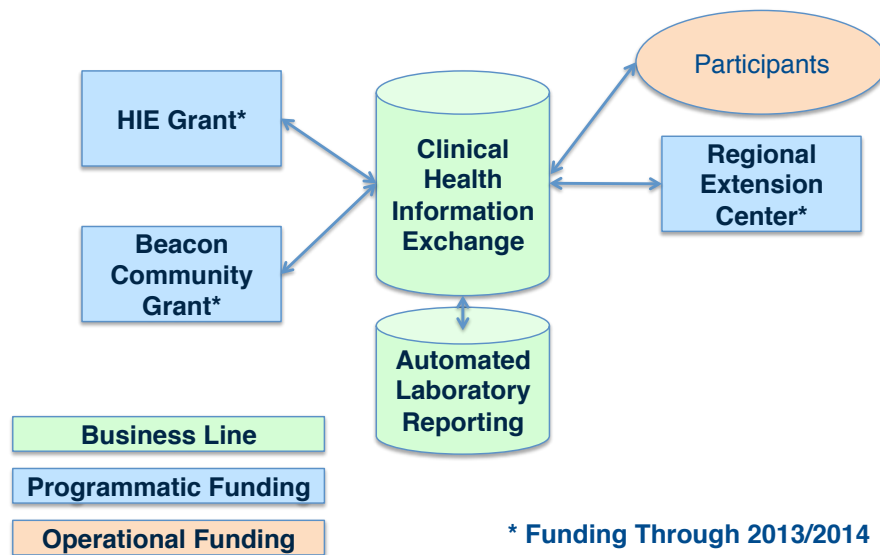 Participants
HIE Grant*
Clinical
Health
Information
Exchange
Regional
Extension
Center*
Beacon
Community
Grant*
Automated
Laboratory
Reporting
Business Line
Programmatic Funding
Operational Funding
* Funding Through 2013/2014